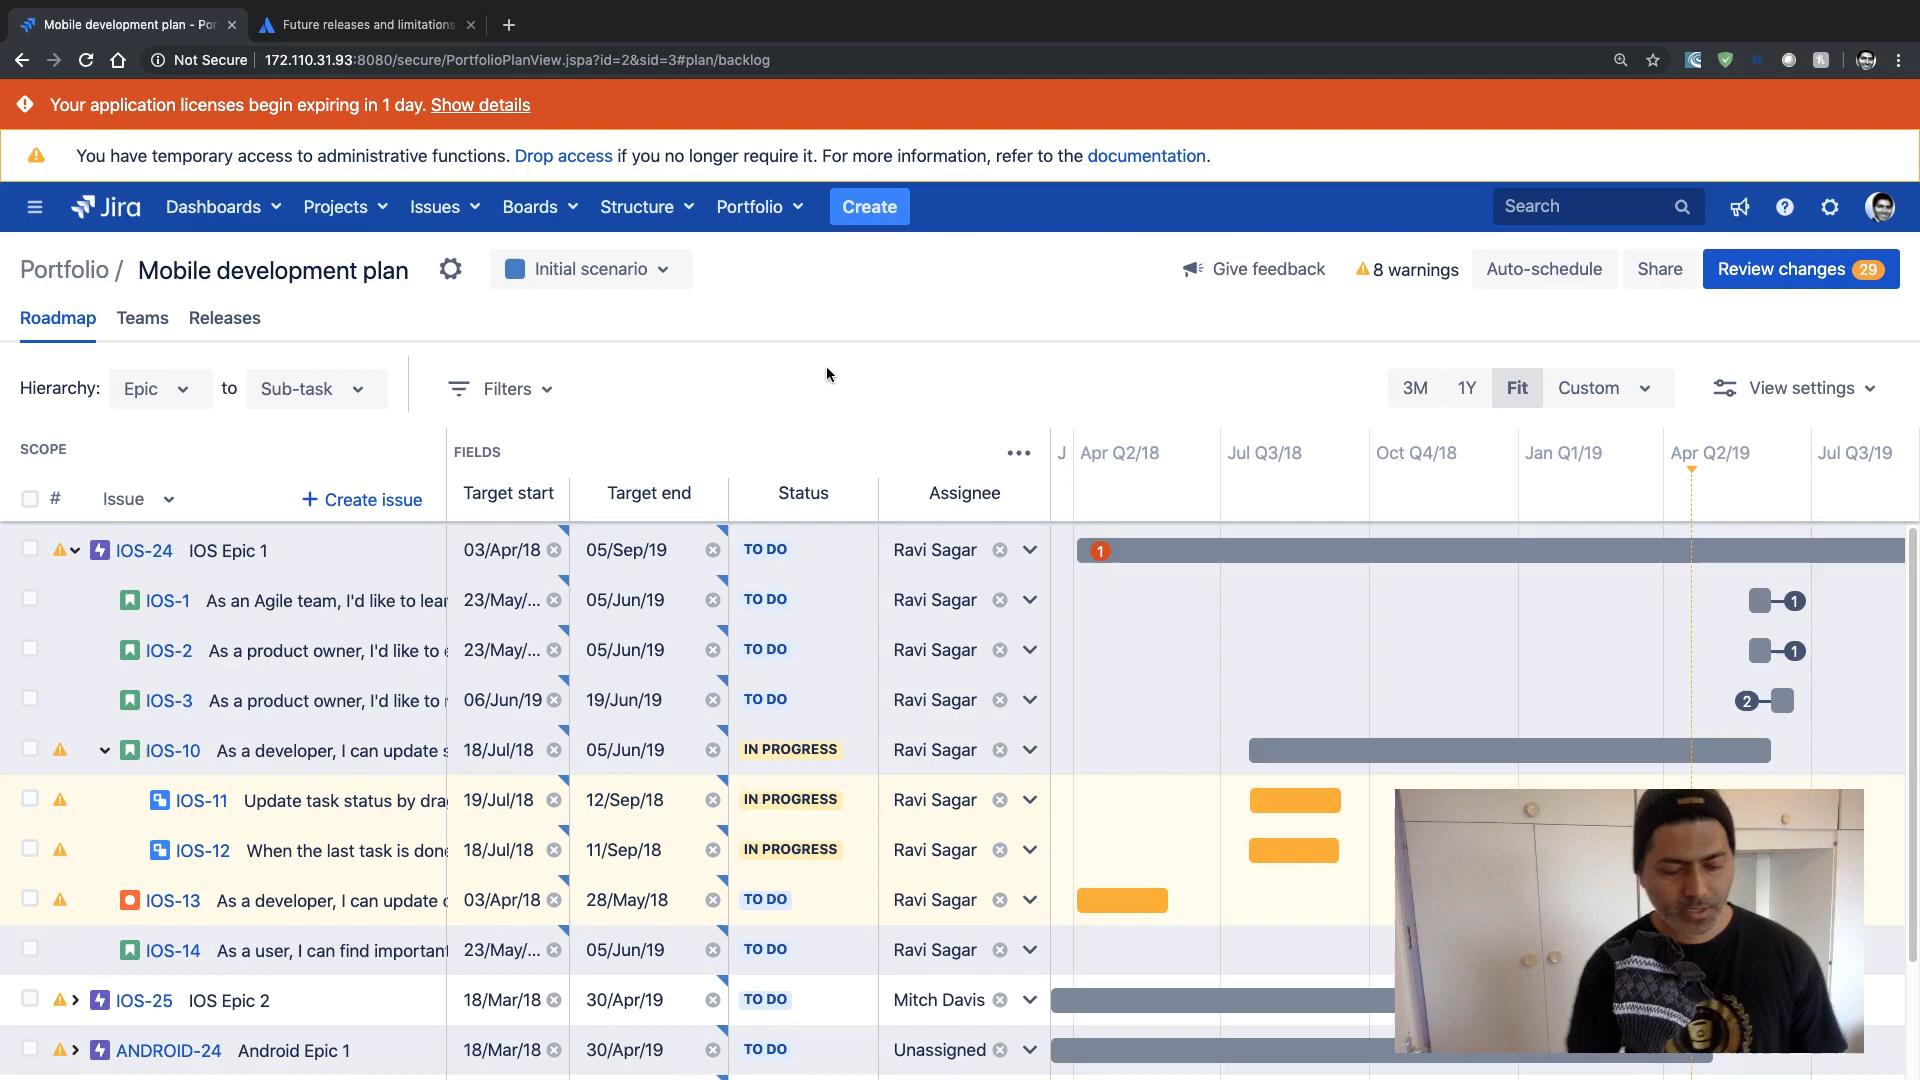 Mobile development plan - Por
Future releases and limitations
Not Secure
172.110.31.93:8080/secure/PortfolioPlanView.jspa?id=2&sid=3#plan/backlog
Your application licenses begin expiring in 1 day. Show details
You have temporary access to administrative functions. Drop access if you no longer require it. For more information, refer to the documentation.
Jira Dashboards Projects Issues Boards Structure Portfolio Create Search
Portfolio / Mobile development plan Initial scenario Give feedback 8 warnings Auto-schedule Share Review changes 29
Roadmap Teams Releases
Hierarchy: Epic to Sub-task Filters 3M 1Y Fit Custom View settings
SCOPE FIELDS ••• J Apr Q2/18 Jul Q3/18 Oct Q4/18 Jan Q1/19 Apr Q2/19 Jul Q3/19
# Issue + Create issue Target start Target end Status Assignee
IOS-24 IOS Epic 1 03/Apr/18 05/Sep/19 TO DO Ravi Sagar 1
IOS-1 As an Agile team, I'd like to lear 23/May/... 05/Jun/19 TO DO Ravi Sagar 1
IOS-2 As a product owner, I'd like to 23/May/... 05/Jun/19 TO DO Ravi Sagar 1
IOS-3 As a product owner, I'd like to 06/Jun/19 19/Jun/19 TO DO Ravi Sagar 2
IOS-10 As a developer, I can update s 18/Jul/18 05/Jun/19 IN PROGRESS Ravi Sagar
IOS-11 Update task status by drag 19/Jul/18 12/Sep/18 IN PROGRESS Ravi Sagar
IOS-12 When the last task is done 18/Jul/18 11/Sep/18 IN PROGRESS Ravi Sagar
IOS-13 As a developer, I can update 03/Apr/18 28/May/18 TO DO Ravi Sagar
IOS-14 As a user, I can find important 23/May/... 05/Jun/19 TO DO Ravi Sagar
IOS-25 IOS Epic 2 18/Mar/18 30/Apr/19 TO DO Mitch Davis
ANDROID-24 Android Epic 1 18/Mar/18 30/Apr/19 TO DO Unassigned